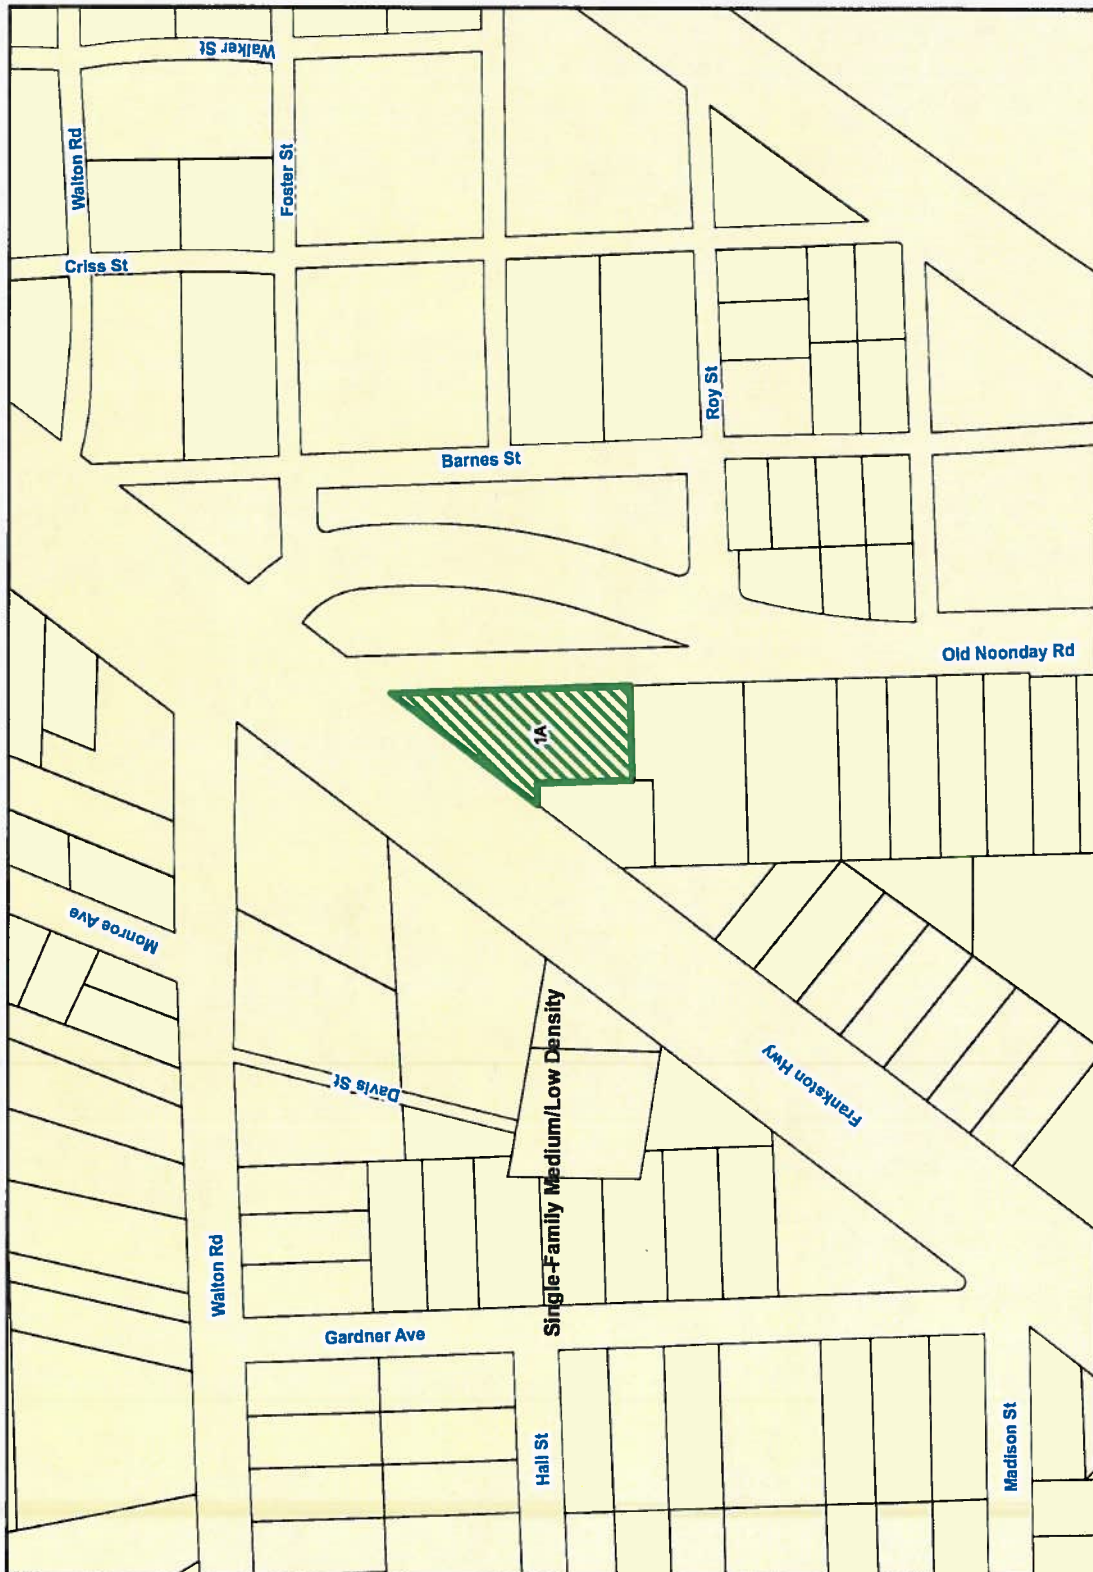 Walker St
Walton Rd
Foster St
Criss St
Roy St
Barnes St
Old Noonday Rd
1A
Monroe Ave
Single-Family Medium/Low Density
Davis St
Frankston Hwy
Walton Rd
Gardner Ave
Hall St
Madison St